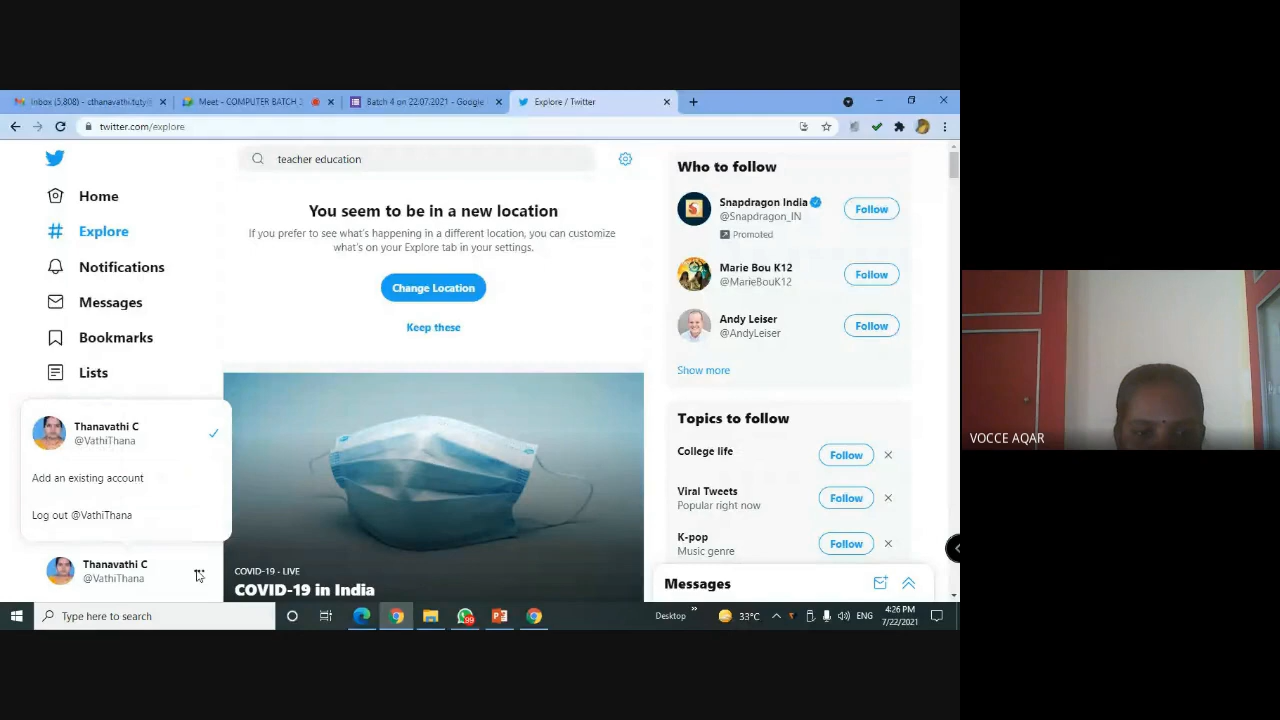 Inbox (5,808) - cthanavathi.tuty@
Meet - COMPUTER BATCH
Batch 4 on 22.07.2021 - Google
Explore / Twitter
twitter.com/explore
teacher education
Home
Explore
Notifications
Messages
Bookmarks
Lists
Thanavathi C
@VathiThana
Add an existing account
Log out @VathiThana
Thanavathi C
@VathiThana
You seem to be in a new location
If you prefer to see what's happening in a different location, you can customize
what's on your Explore tab in your settings.
Change Location
Keep these
COVID-19 · LIVE
COVID-19 in India
Who to follow
Snapdragon India
@Snapdragon_IN
Promoted
Follow
Marie Bou K12
@MarieBouK12
Follow
Andy Leiser
@AndyLeiser
Follow
Show more
Topics to follow
College life
Follow
Viral Tweets
Popular right now
Follow
K-pop
Music genre
Follow
Messages
Type here to search
99
Desktop
33°C
ENG
4:26 PM
7/22/2021
VOCCE AQAR